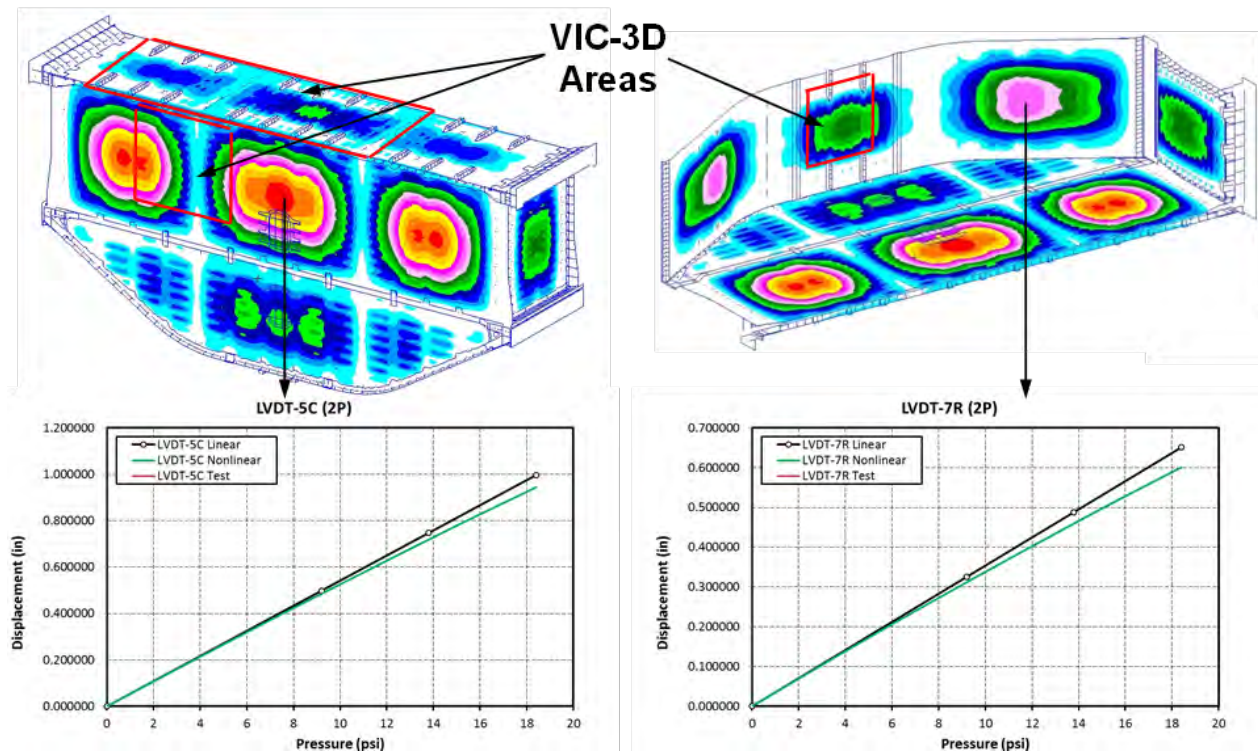 VIC-3D
Areas
LVDT-5C (2P)
1.200000
1.000000
0.800000
0.600000
0.400000
0.200000
0.000000
Displacement (in)
LVDT-5C Linear
LVDT-5C Nonlinear
LVDT-5C Test
0 2 4 6 8 10 12 14 16 18 20
Pressure (psi)
LVDT-7R (2P)
0.700000
0.600000
0.500000
0.400000
0.300000
0.200000
0.100000
0.000000
Displacement (in)
LVDT-7R Linear
LVDT-7R Nonlinear
LVDT-7R Test
0 2 4 6 8 10 12 14 16 18 20
Pressure (psi)